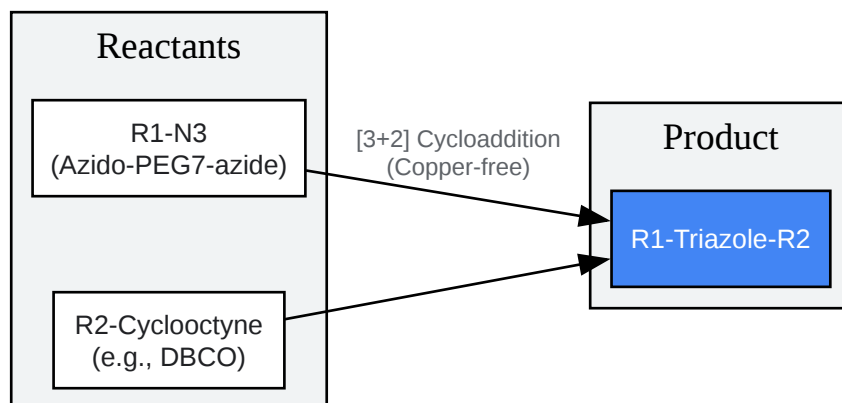 Reactants
R1-N3
(Azido-PEG7-azide)
R2-Cyclooctyne
(e.g., DBCO)
[3+2] Cycloaddition
(Copper-free)
Product
R1-Triazole-R2